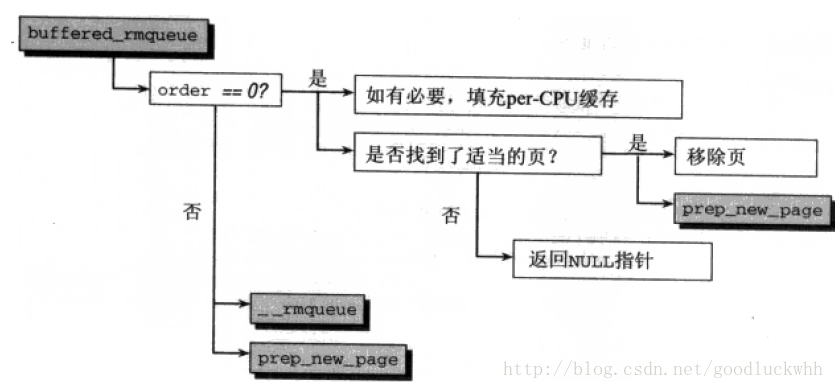 buffered_rmqueue
order == 0?
是
如有必要，填充per-CPU缓存
是否找到了适当的页？
是
移除页
prep_new_page
否
否
返回NULL指针
__rmqueue
prep_new_page
http://blog.csdn.net/goodluckwhh